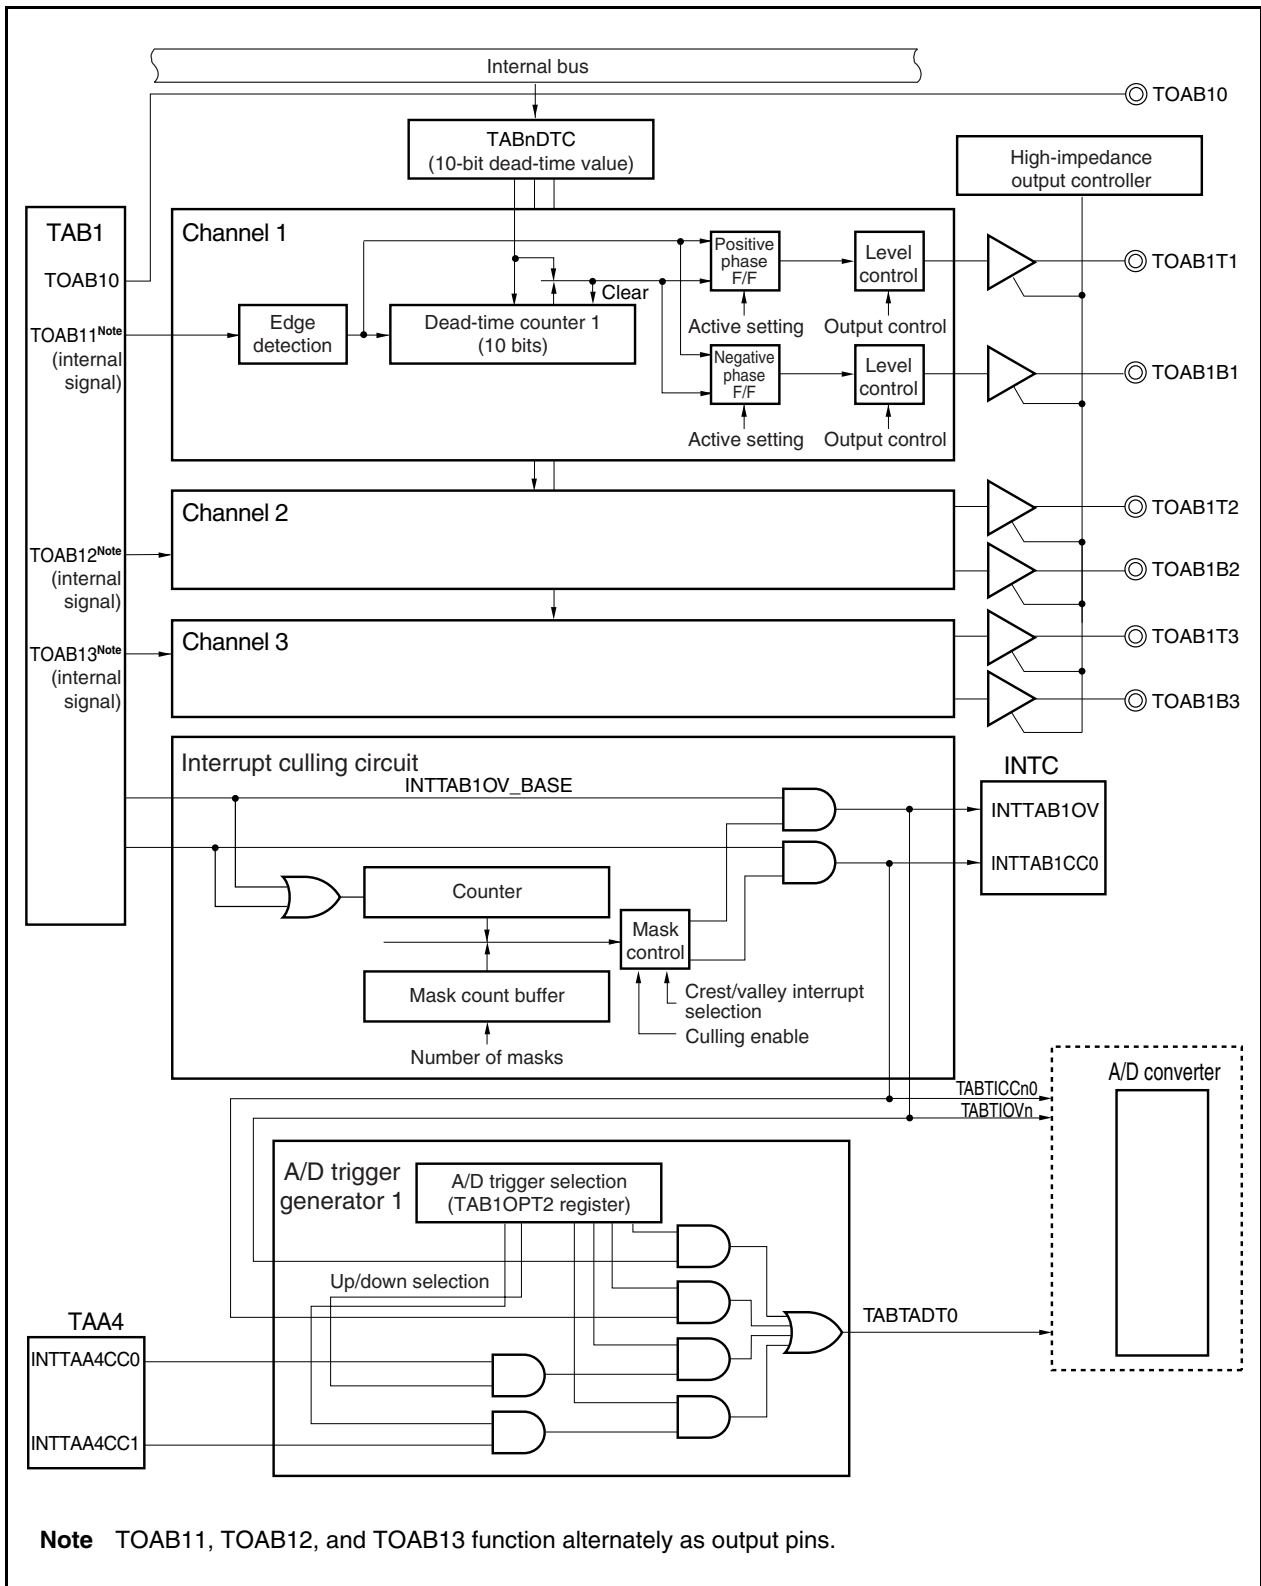 Internal bus
TOAB10
TABnDTC
(10-bit dead-time value)
High-impedance
output controller
TAB1
TOAB10
TOAB11Note
(internal
signal)
TOAB12Note
(internal
signal)
TOAB13Note
(internal
signal)
Channel 1
Edge
detection
Dead-time counter 1
(10 bits)
Clear
Positive
phase
F/F
Active setting
Level
control
Output control
Negative
phase
F/F
Active setting
Level
control
Output control
TOAB1T1
TOAB1B1
Channel 2
TOAB1T2
TOAB1B2
Channel 3
TOAB1T3
TOAB1B3
Interrupt culling circuit
INTTAB1OV_BASE
Counter
Mask count buffer
Number of masks
Mask
control
Crest/valley interrupt
selection
Culling enable
INTC
INTTAB1OV
INTTAB1CC0
TABTICCn0
TABTIOVn
A/D converter
A/D trigger
generator 1
A/D trigger selection
(TAB1OPT2 register)
Up/down selection
TABTADT0
TAA4
INTTAA4CC0
INTTAA4CC1
Note TOAB11, TOAB12, and TOAB13 function alternately as output pins.